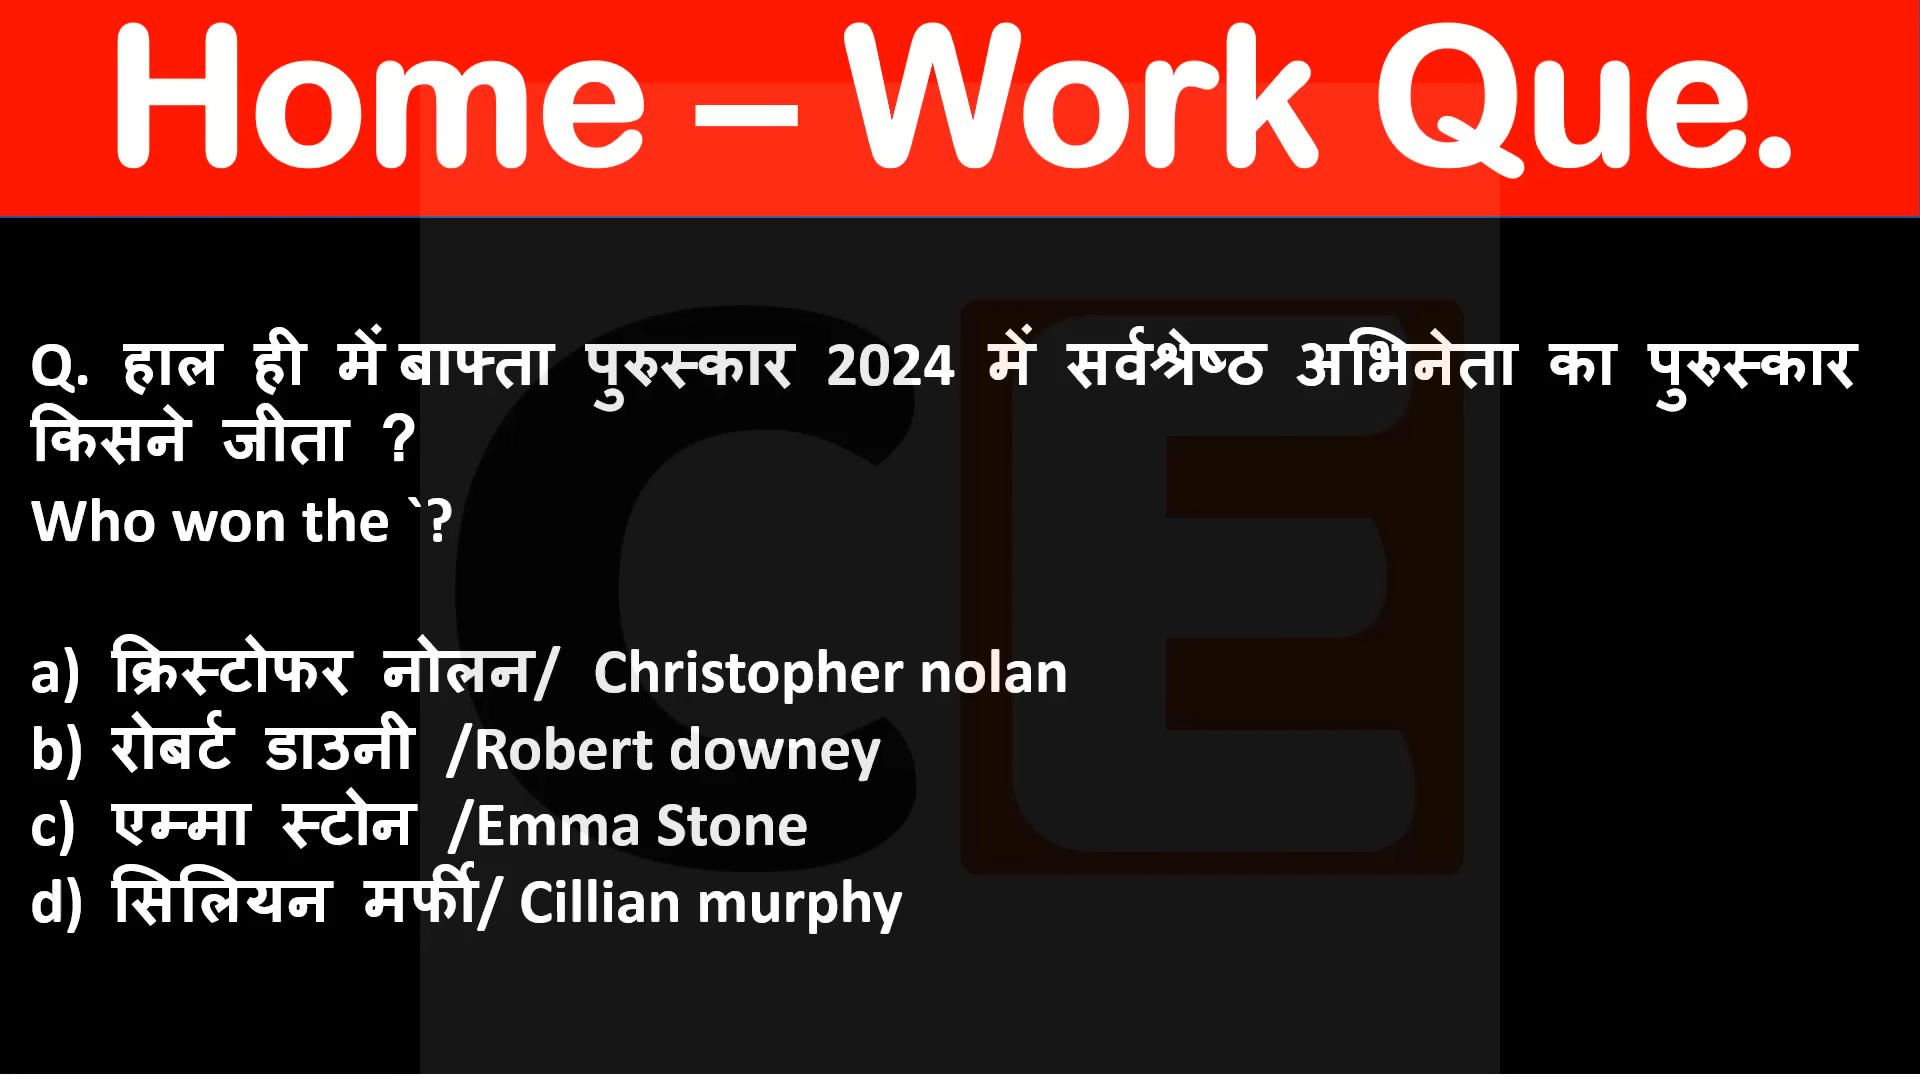 Home – Work Que.
Q. हाल ही में बाफ्ता पुरुस्कार 2024 में सर्वश्रेष्ठ अभिनेता का पुरुस्कार
किसने जीता ?
Who won the `?
a) क्रिस्टोफर नोलन/ Christopher nolan
b) रोबर्ट डाउनी /Robert downey
c) एम्मा स्टोन /Emma Stone
d) सिलियन मर्फी/ Cillian murphy
CE